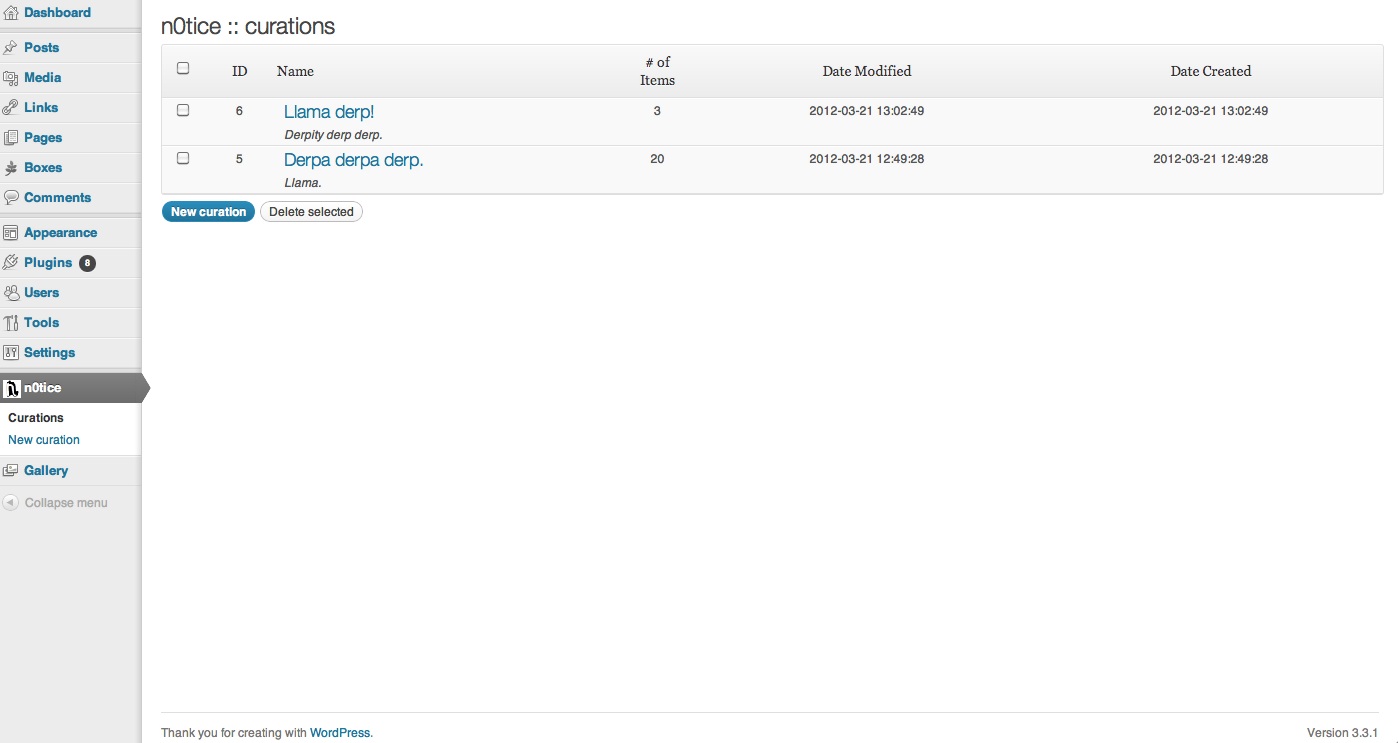 Dashboard
Posts
Media
Links
Pages
Boxes
Comments
Appearance
Plugins 8
Users
Tools
Settings
n0tice
Curations
New curation
Gallery
Collapse menu
n0tice :: curations
ID Name # of Items Date Modified Date Created
6 Llama derp! 3 2012-03-21 13:02:49 2012-03-21 13:02:49
Derpity derp derp.
5 Derpa derpa derp. 20 2012-03-21 12:49:28 2012-03-21 12:49:28
Llama.
New curation Delete selected
Thank you for creating with WordPress. Version 3.3.1